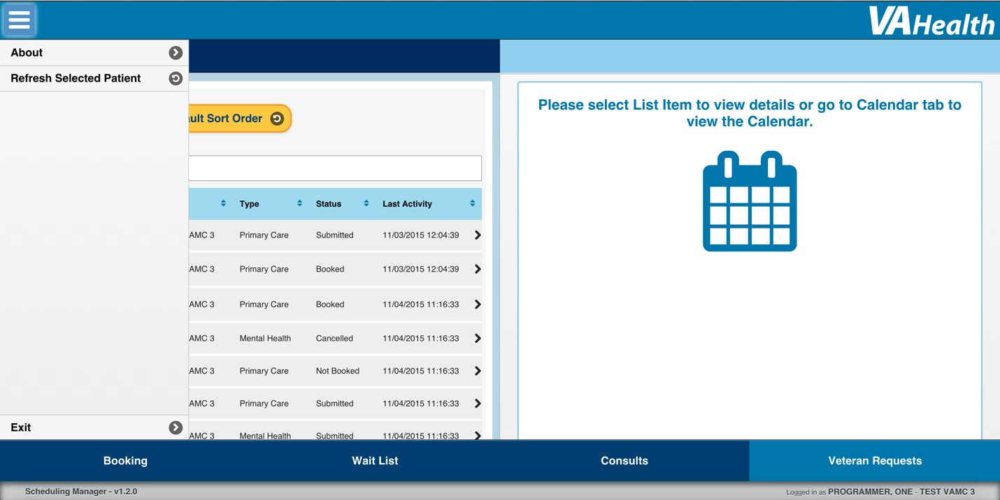 VA Health
About
Refresh Selected Patient
ult Sort Order
Please select List Item to view details or go to Calendar tab to
view the Calendar.
Type Status Last Activity
AMC 3 Primary Care Submitted 11/03/2015 12:04:39
AMC 3 Primary Care Booked 11/03/2015 12:04:39
AMC 3 Primary Care Booked 11/04/2015 11:16:33
AMC 3 Mental Health Cancelled 11/04/2015 11:16:33
AMC 3 Primary Care Not Booked 11/04/2015 11:16:33
AMC 3 Primary Care Submitted 11/04/2015 11:16:33
Exit
AMC 3 Mental Health Submitted 11/04/2015 11:16:33
Booking Wait List Consults Veteran Requests
Scheduling Manager - v1.2.0 Logged in as PROGRAMMER, ONE - TEST VAMC 3